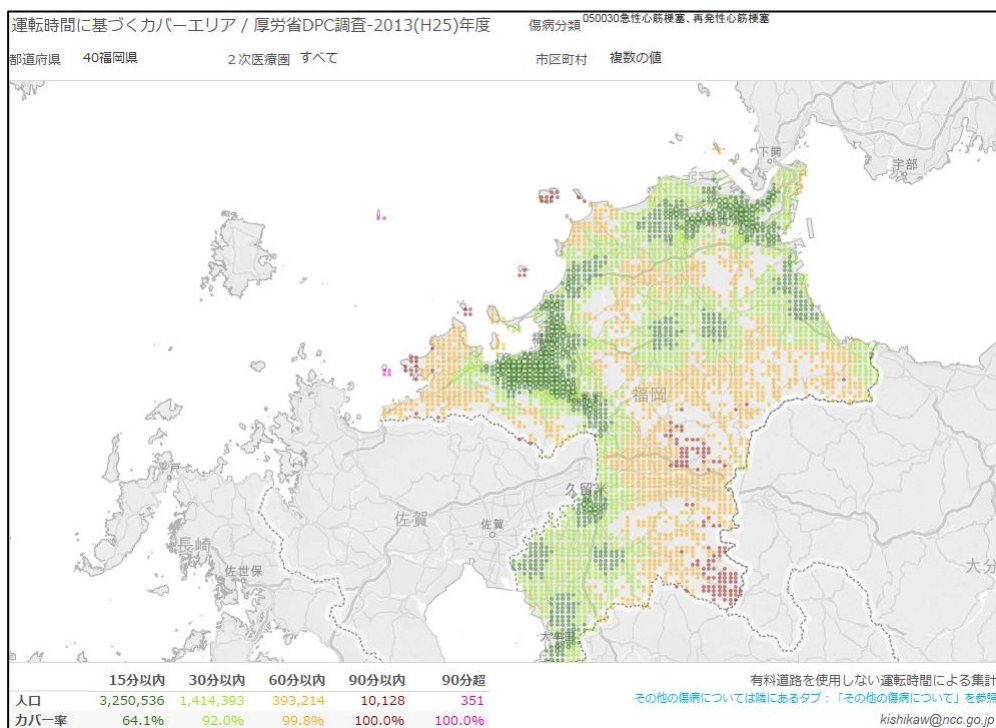 運転時間に基づくカバーエリア / 厚労省DPC調査-2013(H25)年度
傷病分類 050030急性心筋梗塞、再発性心筋梗塞
都道府県 40福岡県 2次医療圏 すべて 市区町村 複数の値
下関
宇部
福岡
久留米
佐賀
佐賀
長崎
佐世保
大分
15分以内 30分以内 60分以内 90分以内 90分超
人口 3,250,536 1,414,393 393,214 10,128 351
カバー率 64.1% 92.0% 99.8% 100.0% 100.0%
有料道路を使用しない運転時間による集計
その他の傷病については隣にあるタブ：「その他の傷病について」を参照
kishikaw@ncc.go.jp